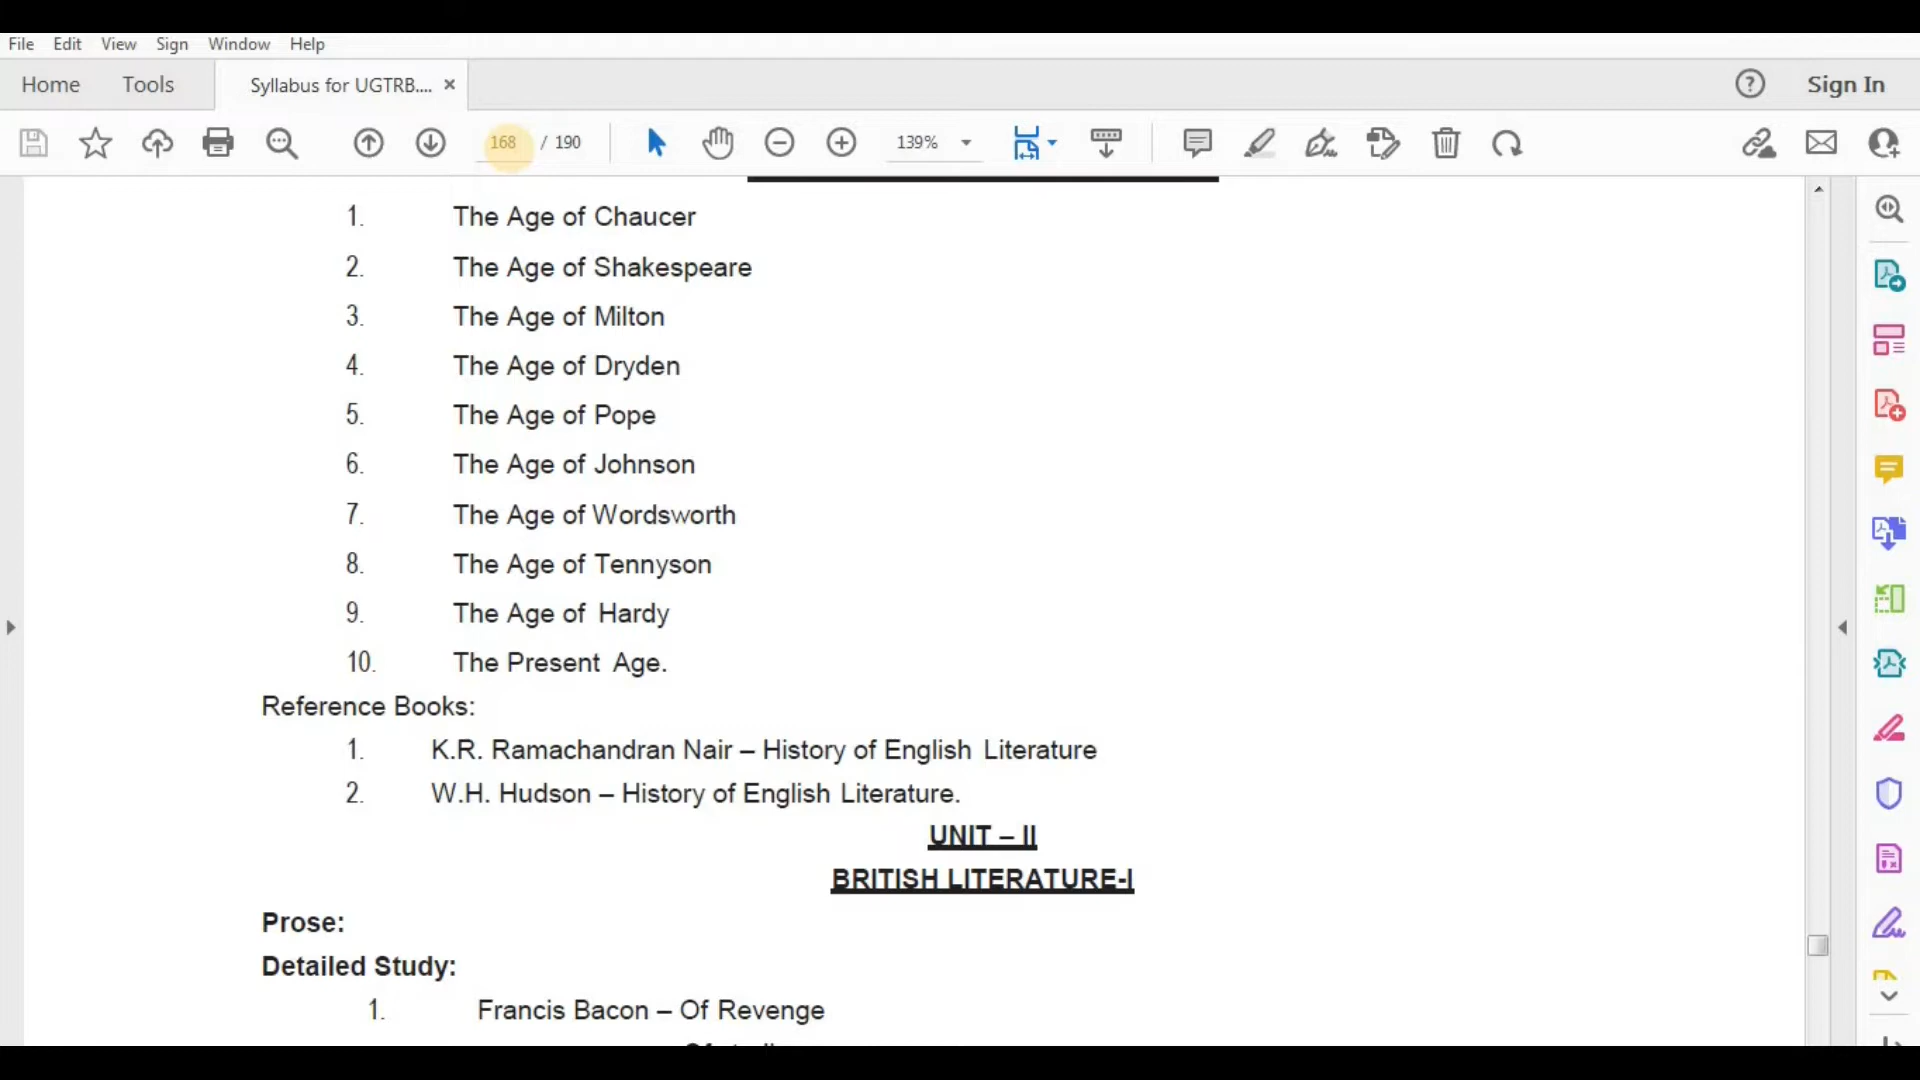 File Edit View Sign Window Help
Home Tools Syllabus for UGTRB.... × Sign In
168 / 190 139%
1. The Age of Chaucer
2. The Age of Shakespeare
3. The Age of Milton
4. The Age of Dryden
5. The Age of Pope
6. The Age of Johnson
7. The Age of Wordsworth
8. The Age of Tennyson
9. The Age of Hardy
10. The Present Age.
Reference Books:
1. K.R. Ramachandran Nair – History of English Literature
2. W.H. Hudson – History of English Literature.
UNIT – II
BRITISH LITERATURE-I
Prose:
Detailed Study:
1. Francis Bacon – Of Revenge